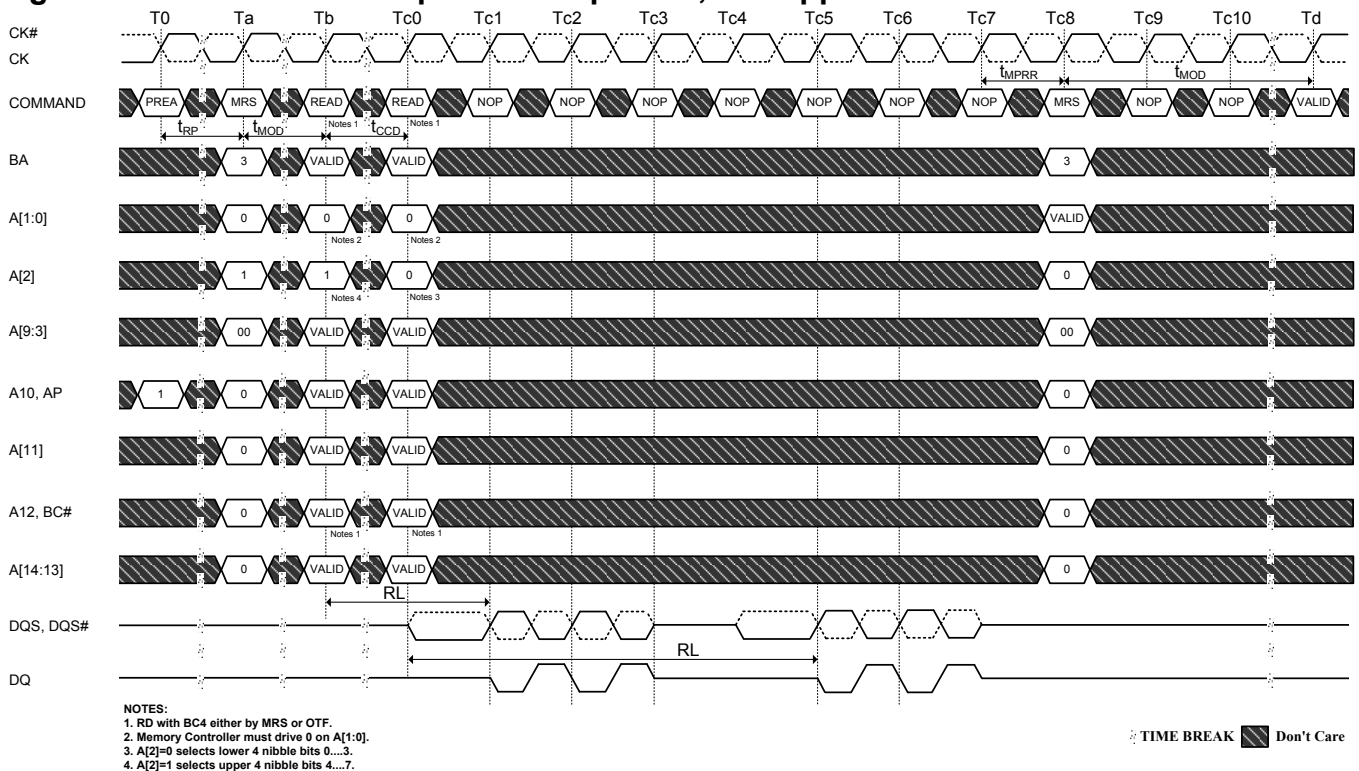 T0 Ta Tb Tc0 Tc1 Tc2 Tc3 Tc4 Tc5 Tc6 Tc7 Tc8 Tc9 Tc10 Td
CK#
CK
tMPRR tMOD
COMMAND PREA MRS READ READ NOP NOP NOP NOP NOP NOP NOP MRS NOP NOP VALID
Notes 1 Notes 1
tRP tMOD tCCD
BA 3 VALID VALID 3
A[1:0] 0 0 0 VALID
Notes 2 Notes 2
A[2] 1 1 0 0
Notes 4 Notes 3
A[9:3] 00 VALID VALID 00
A10, AP 1 0 VALID VALID 0
A[11] 0 VALID VALID 0
A12, BC# 0 VALID VALID 0
Notes 1 Notes 1
A[14:13] 0 VALID VALID 0
RL
DQS, DQS#
RL
DQ
NOTES:
1. RD with BC4 either by MRS or OTF.
2. Memory Controller must drive 0 on A[1:0].
3. A[2]=0 selects lower 4 nibble bits 0....3.
4. A[2]=1 selects upper 4 nibble bits 4....7.
TIME BREAK Don't Care